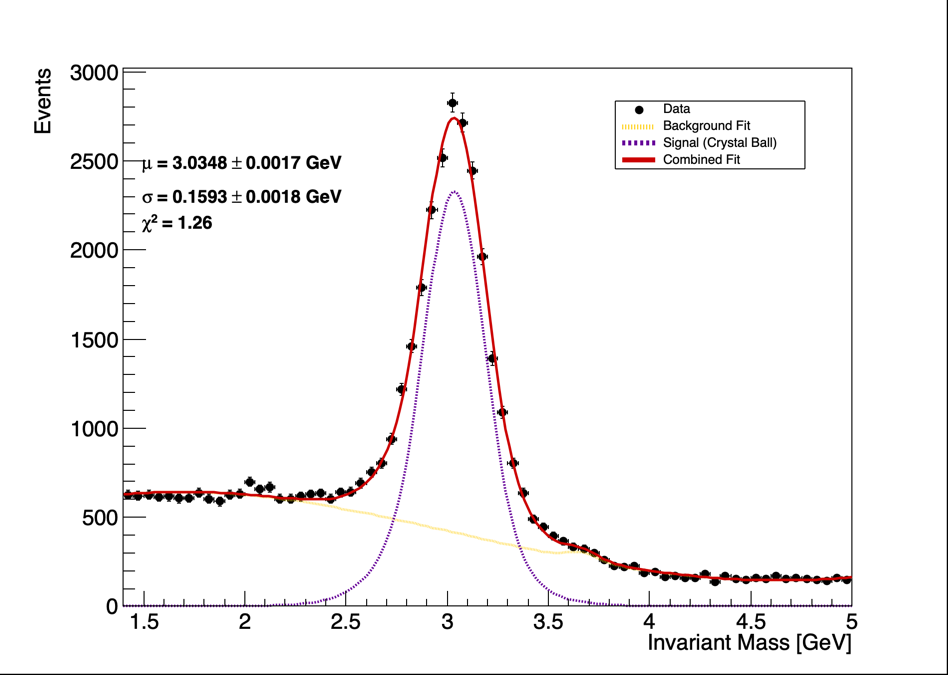 Events
3000
2500
2000
1500
1000
500
0
μ = 3.0348 ± 0.0017 GeV
σ = 0.1593 ± 0.0018 GeV
χ² = 1.26
Data
Background Fit
Signal (Crystal Ball)
Combined Fit
1.5 2 2.5 3 3.5 4 4.5 5
Invariant Mass [GeV]